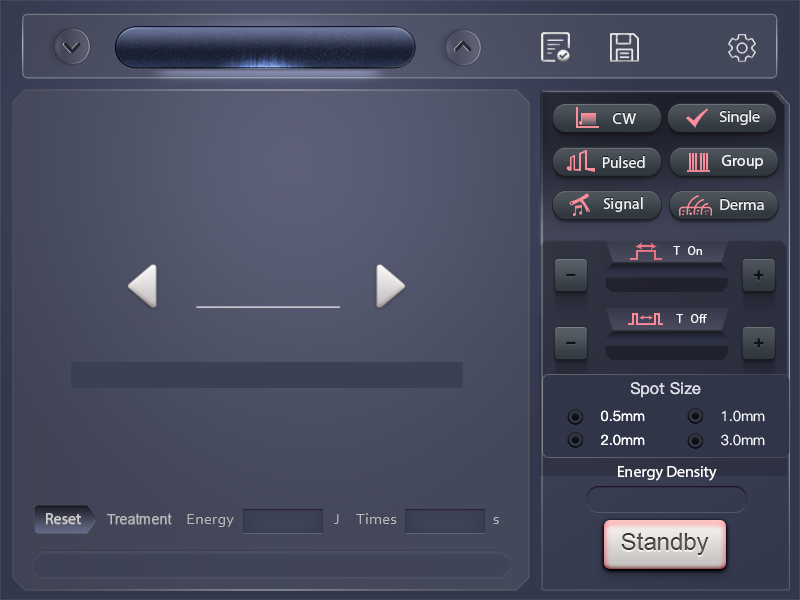 CW
Single
Pulsed
Group
Signal
Derma
T On
−
+
T Off
−
+
Spot Size
0.5mm
1.0mm
2.0mm
3.0mm
Energy Density
Reset Treatment Energy J Times s
Standby